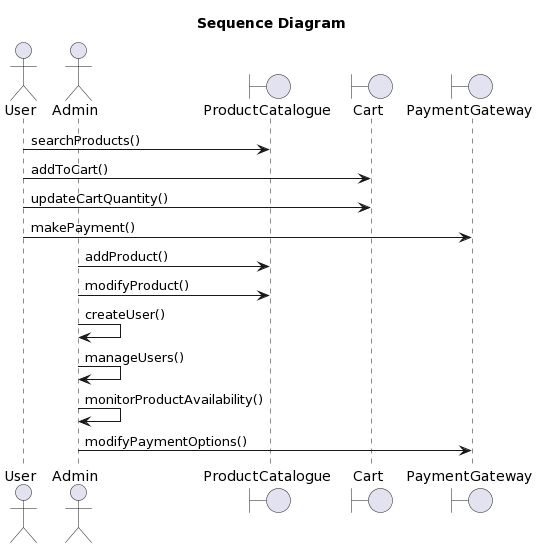 Sequence Diagram
User Admin ProductCatalogue Cart PaymentGateway
searchProducts()
addToCart()
updateCartQuantity()
makePayment()
addProduct()
modifyProduct()
createUser()
manageUsers()
monitorProductAvailability()
modifyPaymentOptions()
User Admin ProductCatalogue Cart PaymentGateway